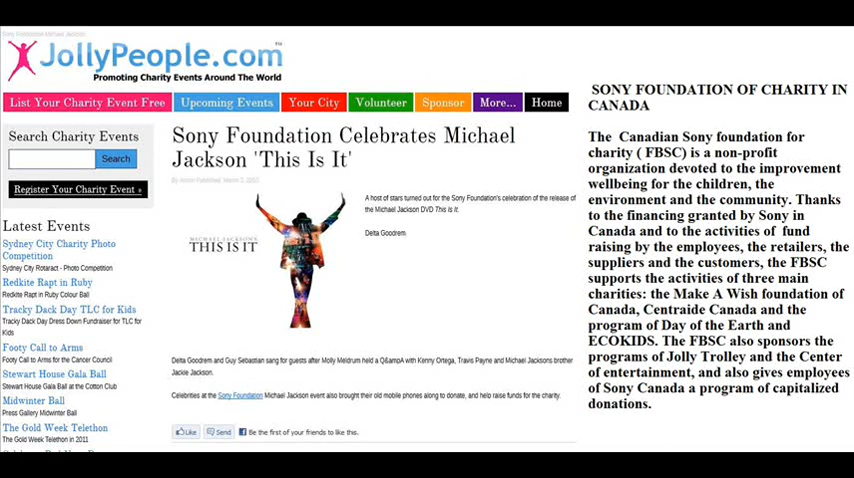 Sony Foundation Michael Jackson
JollyPeople.com™
Promoting Charity Events Around The World
List Your Charity Event Free
Upcoming Events
Your City
Volunteer
Sponsor
More...
Home
Search Charity Events
Search
Register Your Charity Event »
Latest Events
Sydney City Charity Photo
Competition
Sydney City Rotaract - Photo Competition
Redkite Rapt in Ruby
Redkite Rapt in Ruby Colour Ball
Tracky Dack Day TLC for Kids
Tracky Dack Day Dress Down Fundraiser for TLC for
Kids
Footy Call to Arms
Footy Call to Arms for the Cancer Council
Stewart House Gala Ball
Stewart House Gala Ball at the Cotton Club
Midwinter Ball
Press Gallery Midwinter Ball
The Gold Week Telethon
The Gold Week Telethon in 2011
Sony Foundation Celebrates Michael
Jackson 'This Is It'
MICHAEL JACKSON'S
THIS IS IT
A host of stars turned out for the Sony Foundation's celebration of the release of
the Michael Jackson DVD This Is It.
Delta Goodrem
Delta Goodrem and Guy Sebastian sang for guests after Molly Meldrum held a Q&ampA with Kenny Ortega, Travis Payne and Michael Jacksons brother
Jackie Jackson.
Celebrities at the Sony Foundation Michael Jackson event also brought their old mobile phones along to donate, and help raise funds for the charity.
Like
Send
Be the first of your friends to like this.
SONY FOUNDATION OF CHARITY IN
CANADA
The Canadian Sony foundation for
charity ( FBSC) is a non-profit
organization devoted to the improvement
wellbeing for the children, the
environment and the community. Thanks
to the financing granted by Sony in
Canada and to the activities of fund
raising by the employees, the retailers, the
suppliers and the customers, the FBSC
supports the activities of three main
charities: the Make A Wish foundation of
Canada, Centraide Canada and the
program of Day of the Earth and
ECOKIDS. The FBSC also sponsors the
programs of Jolly Trolley and the Center
of entertainment, and also gives employees
of Sony Canada a program of capitalized
donations.